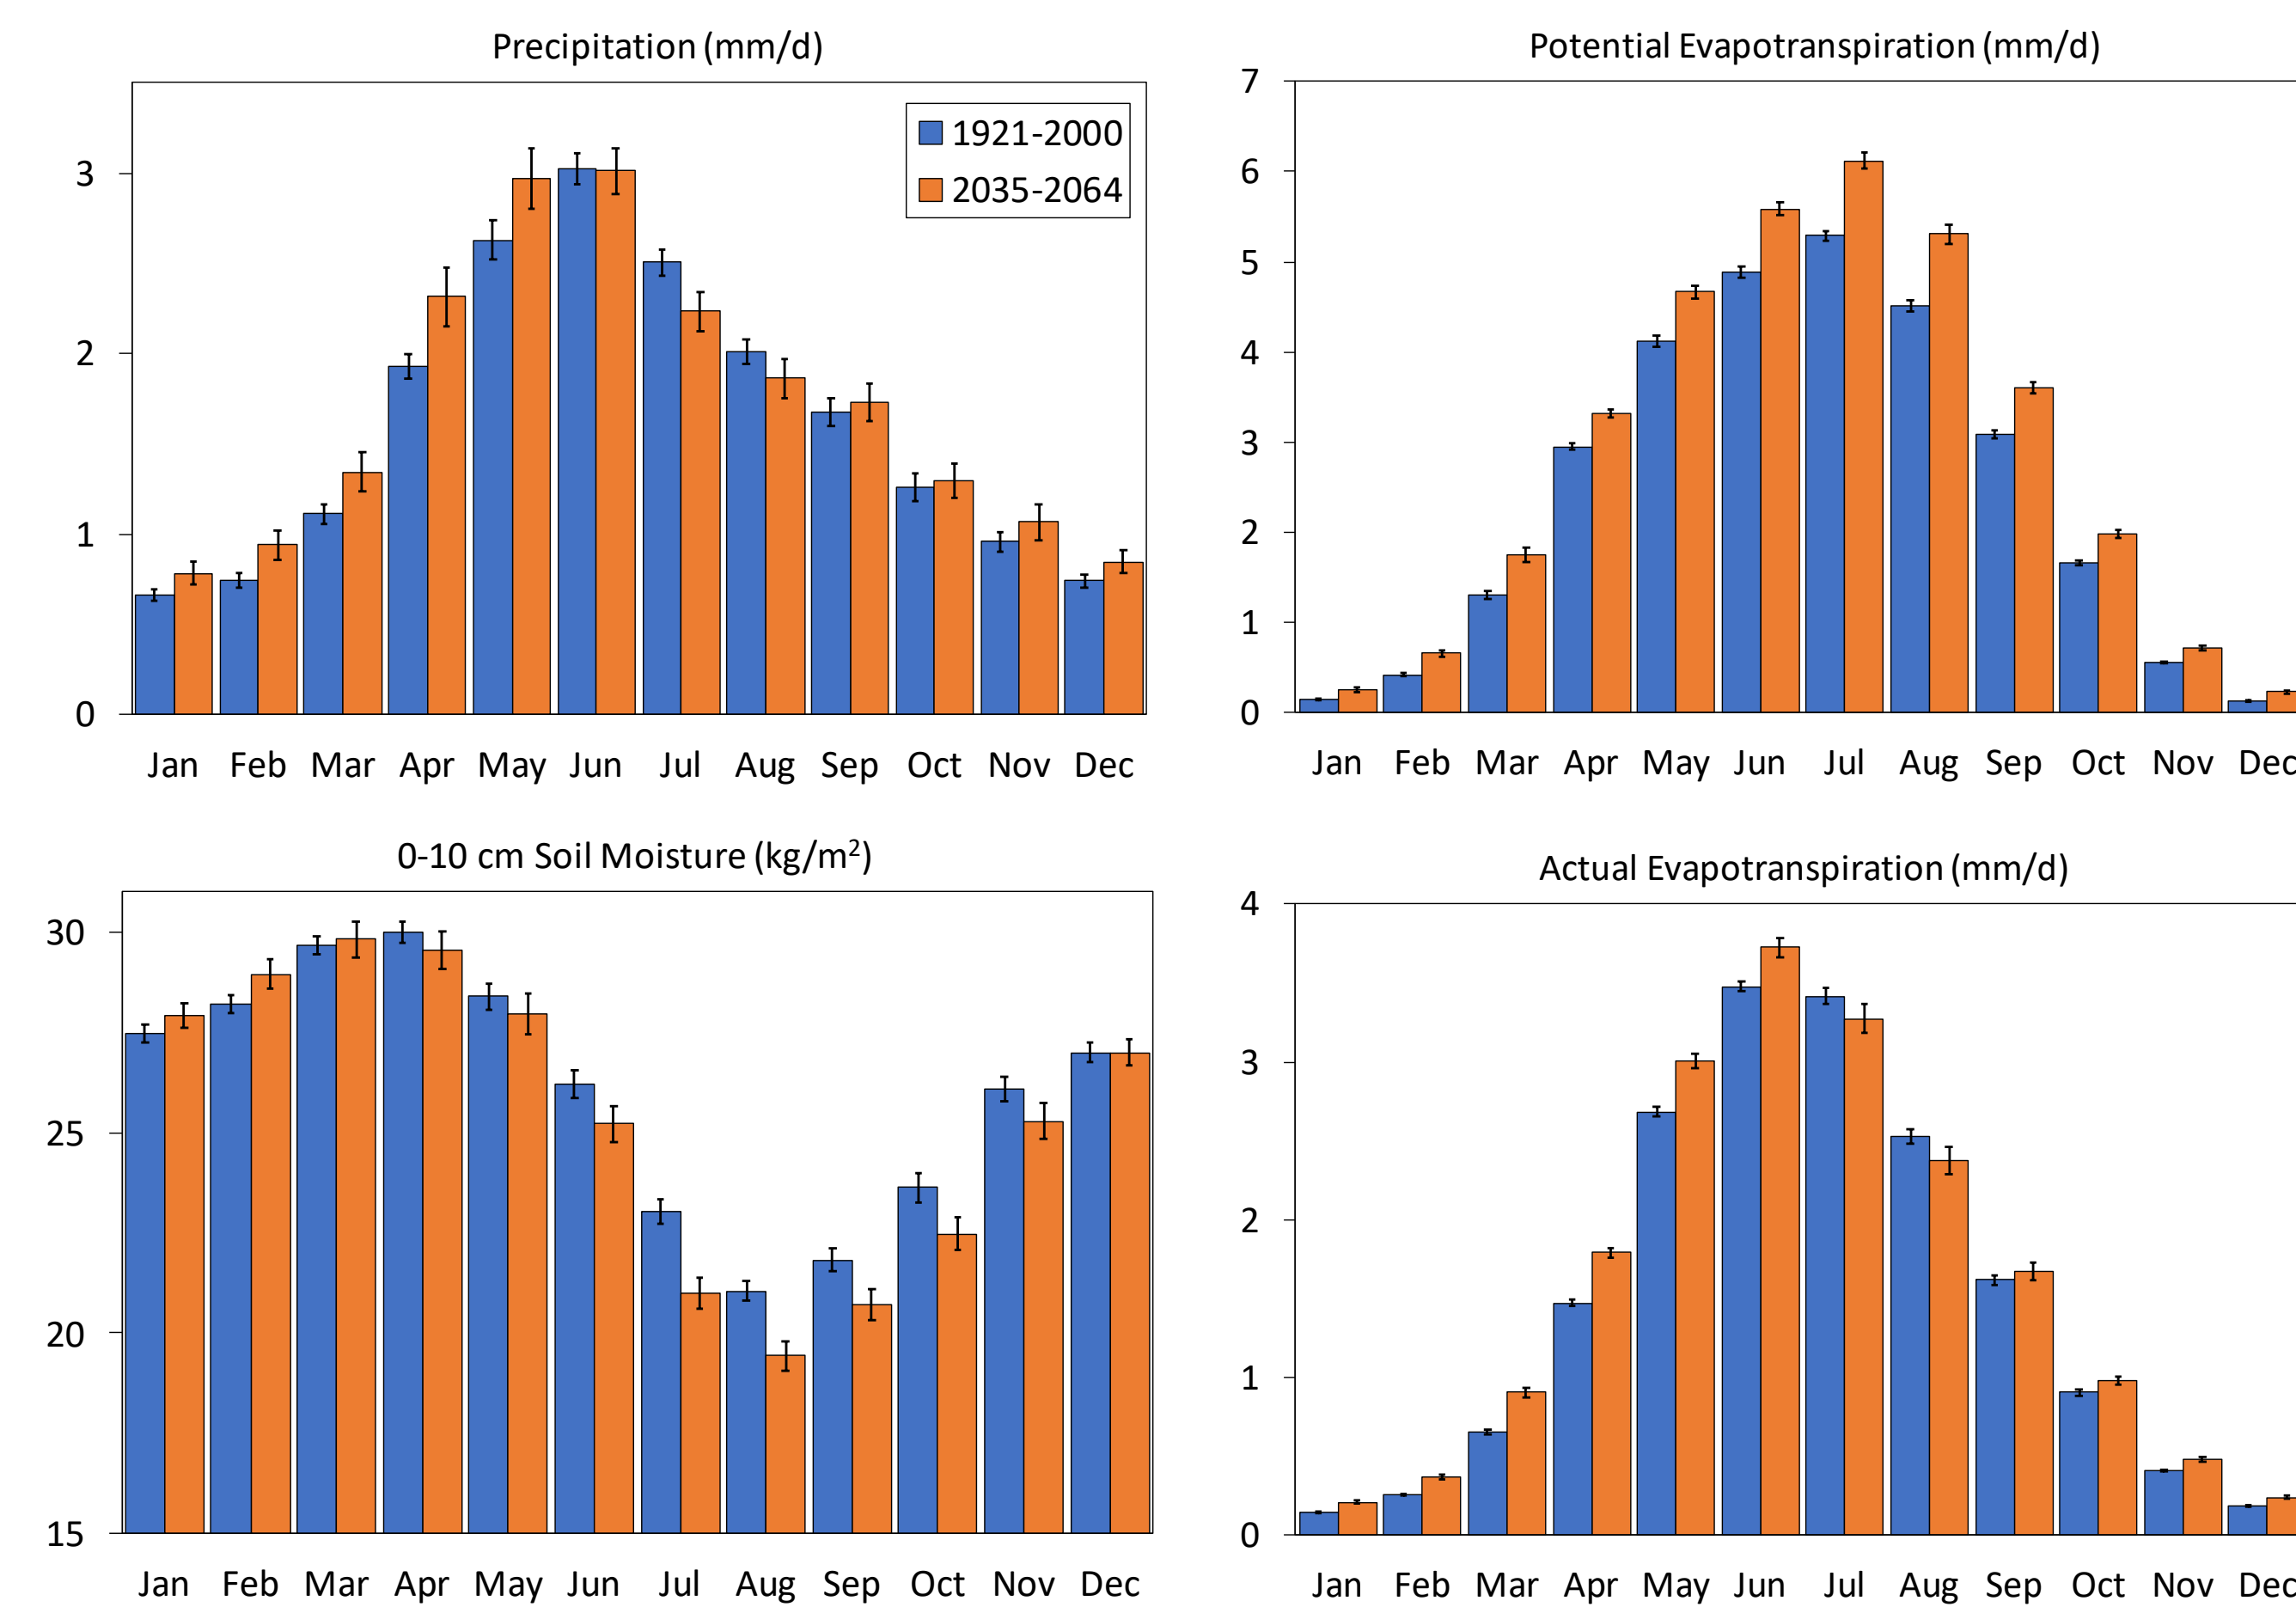 Precipitation (mm/d)
3
2
1
0
1921-2000
2035-2064
Jan Feb Mar Apr May Jun Jul Aug Sep Oct Nov Dec
Potential Evapotranspiration (mm/d)
7
6
5
4
3
2
1
0
Jan Feb Mar Apr May Jun Jul Aug Sep Oct Nov Dec
0-10 cm Soil Moisture (kg/m²)
30
25
20
15
Jan Feb Mar Apr May Jun Jul Aug Sep Oct Nov Dec
Actual Evapotranspiration (mm/d)
4
3
2
1
0
Jan Feb Mar Apr May Jun Jul Aug Sep Oct Nov Dec